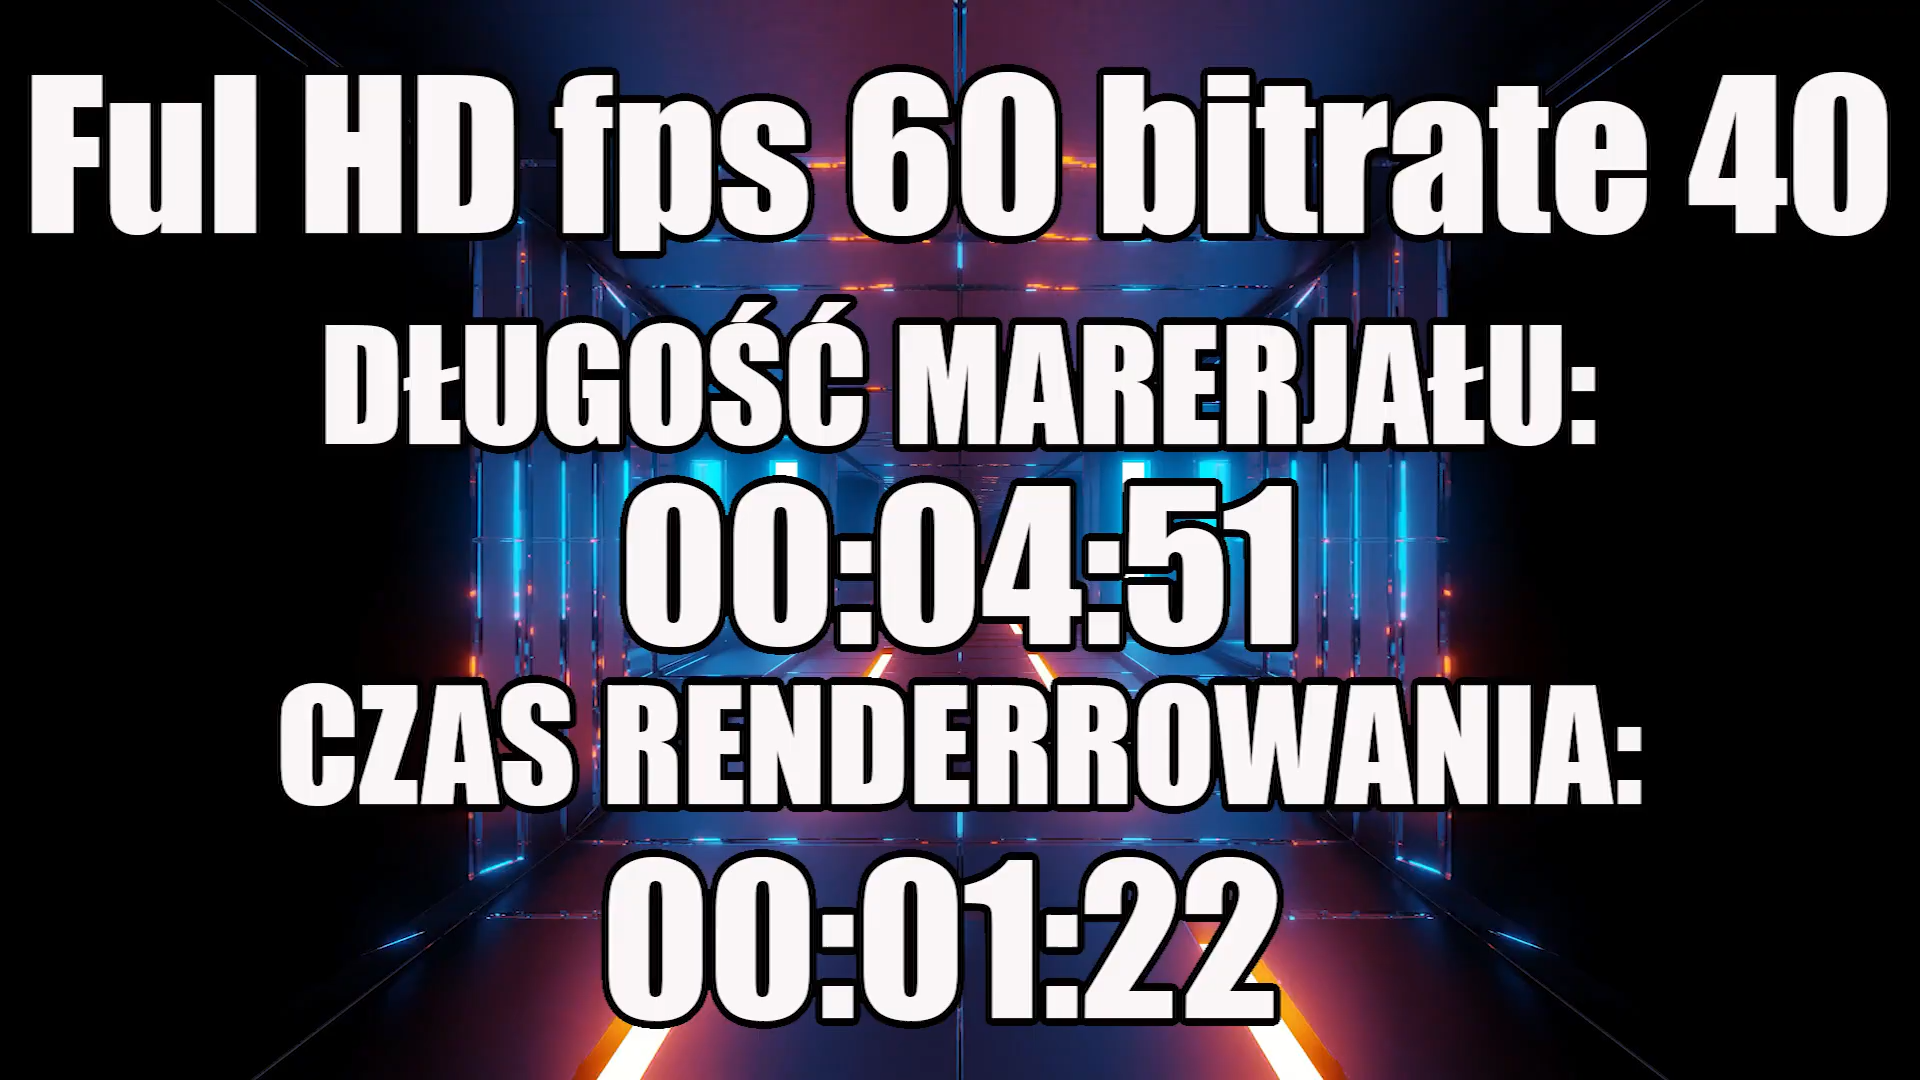 Ful HD fps 60 bitrate 40
DŁUGOŚĆ MARERJAŁU:
00:04:51
CZAS RENDERROWANIA:
00:01:22